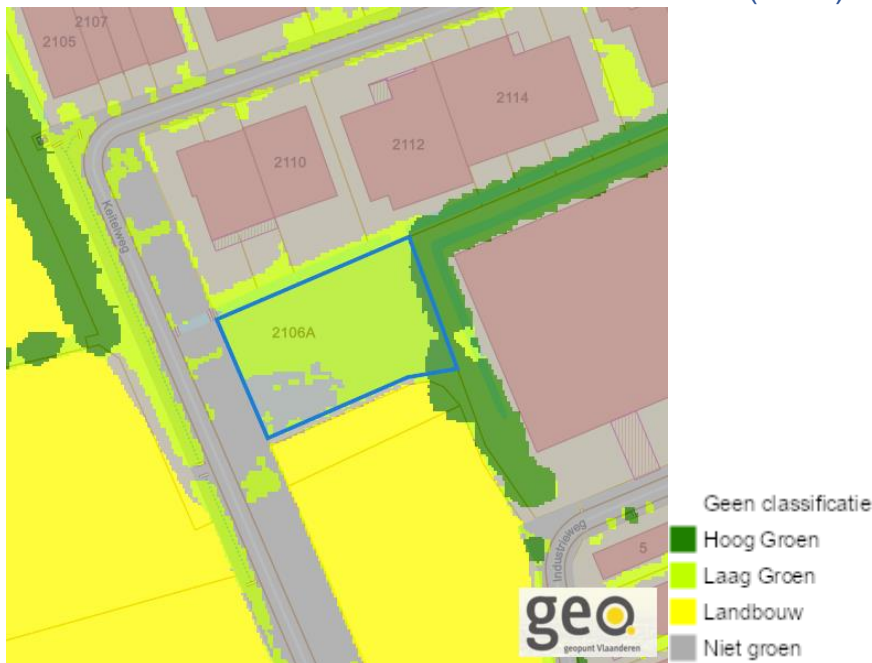 2107
2105
2114
2112
2110
Keitelweg
2106A
Industrieweg
5
geo
geopunt Vlaanderen
Geen classificatie
Hoog Groen
Laag Groen
Landbouw
Niet groen